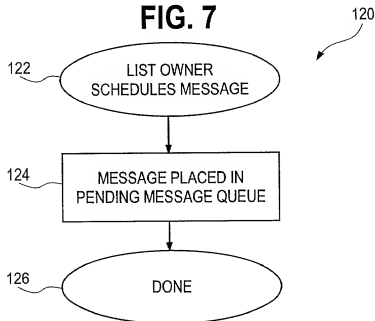 FIG. 7
120
122
LIST OWNER
SCHEDULES MESSAGE
124
MESSAGE PLACED IN
PENDING MESSAGE QUEUE
126
DONE